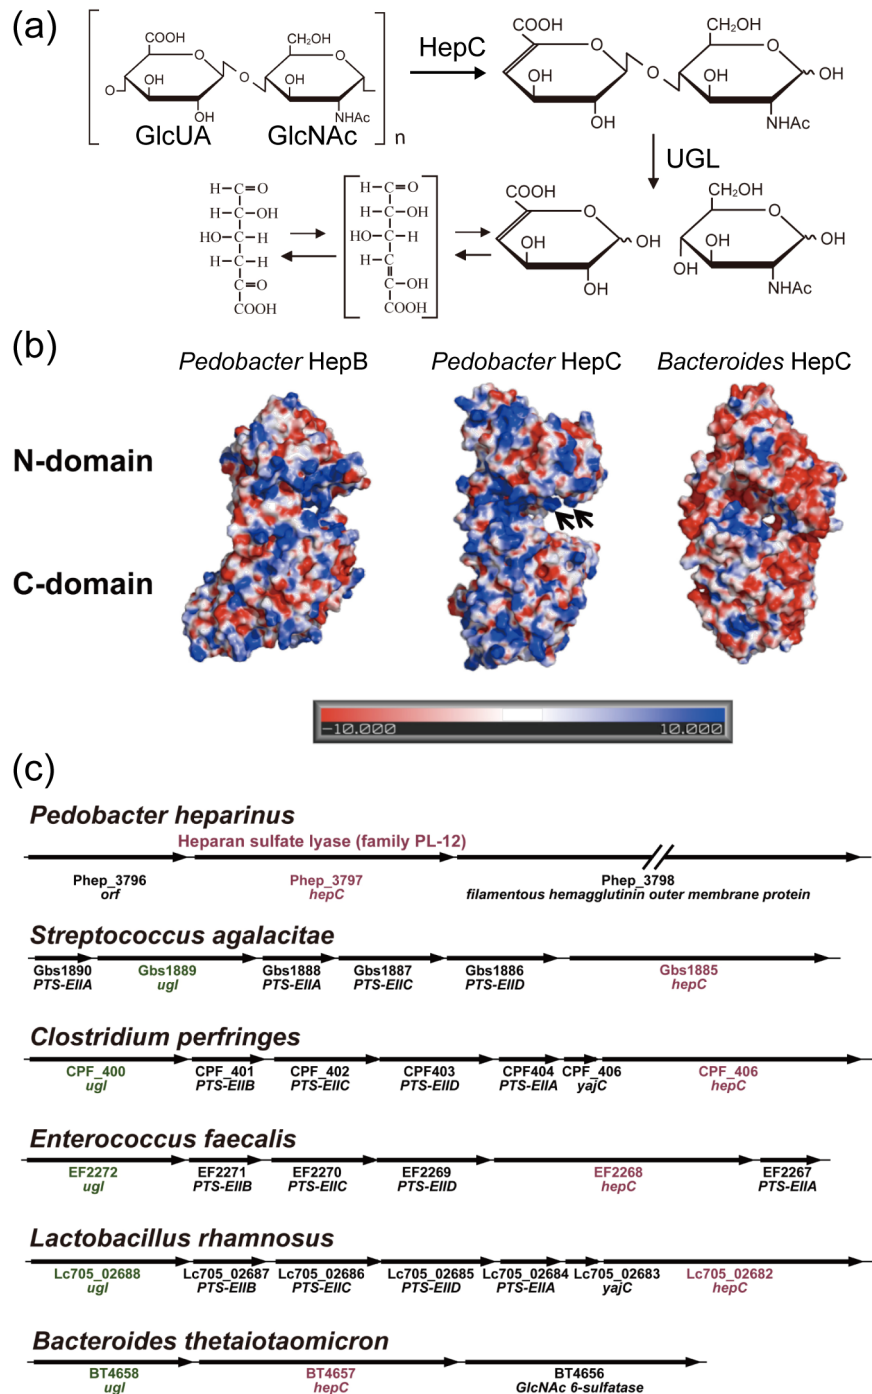 (a)
COOH
O
OH
OH
O
O
CH₂OH
O
OH
NHAc
GlcUA
GlcNAc
n
HepC
COOH
O
OH
OH
O
CH₂OH
O
OH
OH
NHAc
UGL
H C O
H C OH
HO C H
H C H
C O
COOH
H C O
H C OH
HO C H
H C
C OH
COOH
COOH
O
OH
OH
OH
CH₂OH
O
OH
OH
OH
NHAc
(b)
Pedobacter HepB
Pedobacter HepC
Bacteroides HepC
N-domain
C-domain
-10.000
10.000
(c)
Pedobacter heparinus
Heparan sulfate lyase (family PL-12)
Phep_3796
orf
Phep_3797
hepC
Phep_3798
filamentous hemagglutinin outer membrane protein
Streptococcus agalacitae
Gbs1890
PTS-EIIA
Gbs1889
ugl
Gbs1888
PTS-EIIA
Gbs1887
PTS-EIIC
Gbs1886
PTS-EIID
Gbs1885
hepC
Clostridium perfringes
CPF_400
ugl
CPF_401
PTS-EIIB
CPF_402
PTS-EIIC
CPF403
PTS-EIID
CPF404
PTS-EIIA
CPF_406
yajC
CPF_406
hepC
Enterococcus faecalis
EF2272
ugl
EF2271
PTS-EIIB
EF2270
PTS-EIIC
EF2269
PTS-EIID
EF2268
hepC
EF2267
PTS-EIIA
Lactobacillus rhamnosus
Lc705_02688
ugl
Lc705_02687
PTS-EIIB
Lc705_02686
PTS-EIIC
Lc705_02685
PTS-EIID
Lc705_02684
PTS-EIIA
Lc705_02683
yajC
Lc705_02682
hepC
Bacteroides thetaiotaomicron
BT4658
ugl
BT4657
hepC
BT4656
GlcNAc 6-sulfatase